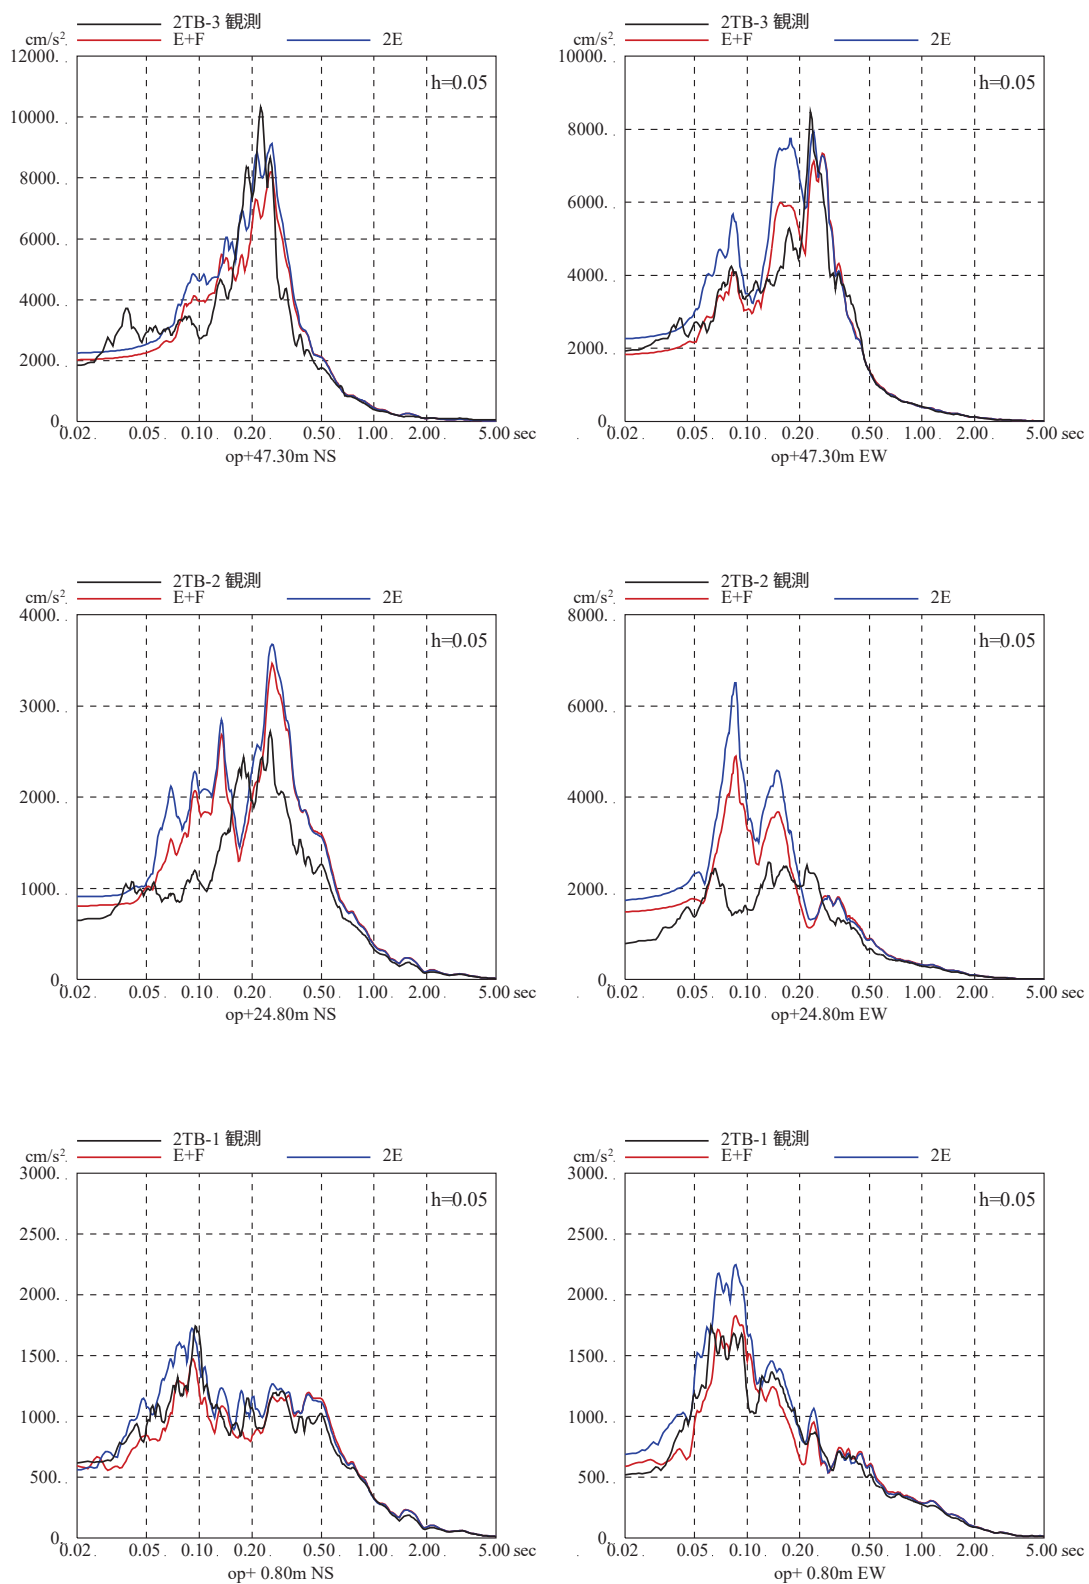 2TB-3 観測
cm/s² E+F 2E
12000.
h=0.05
10000.
8000.
6000.
4000.
2000.
0.
0.02 0.05 0.10 0.20 0.50 1.00 2.00 5.00 sec
op+47.30m NS
2TB-3 観測
cm/s² E+F 2E
10000.
h=0.05
8000.
6000.
4000.
2000.
0.
0.02 0.05 0.10 0.20 0.50 1.00 2.00 5.00 sec
op+47.30m EW
2TB-2 観測
cm/s² E+F 2E
4000.
h=0.05
3000.
2000.
1000.
0.
0.02 0.05 0.10 0.20 0.50 1.00 2.00 5.00 sec
op+24.80m NS
2TB-2 観測
cm/s² E+F 2E
8000.
h=0.05
6000.
4000.
2000.
0.
0.02 0.05 0.10 0.20 0.50 1.00 2.00 5.00 sec
op+24.80m EW
2TB-1 観測
cm/s² E+F 2E
3000.
h=0.05
2500.
2000.
1500.
1000.
500.
0.
0.02 0.05 0.10 0.20 0.50 1.00 2.00 5.00 sec
op+ 0.80m NS
2TB-1 観測
cm/s² E+F 2E
3000.
h=0.05
2500.
2000.
1500.
1000.
500.
0.
0.02 0.05 0.10 0.20 0.50 1.00 2.00 5.00 sec
op+ 0.80m EW